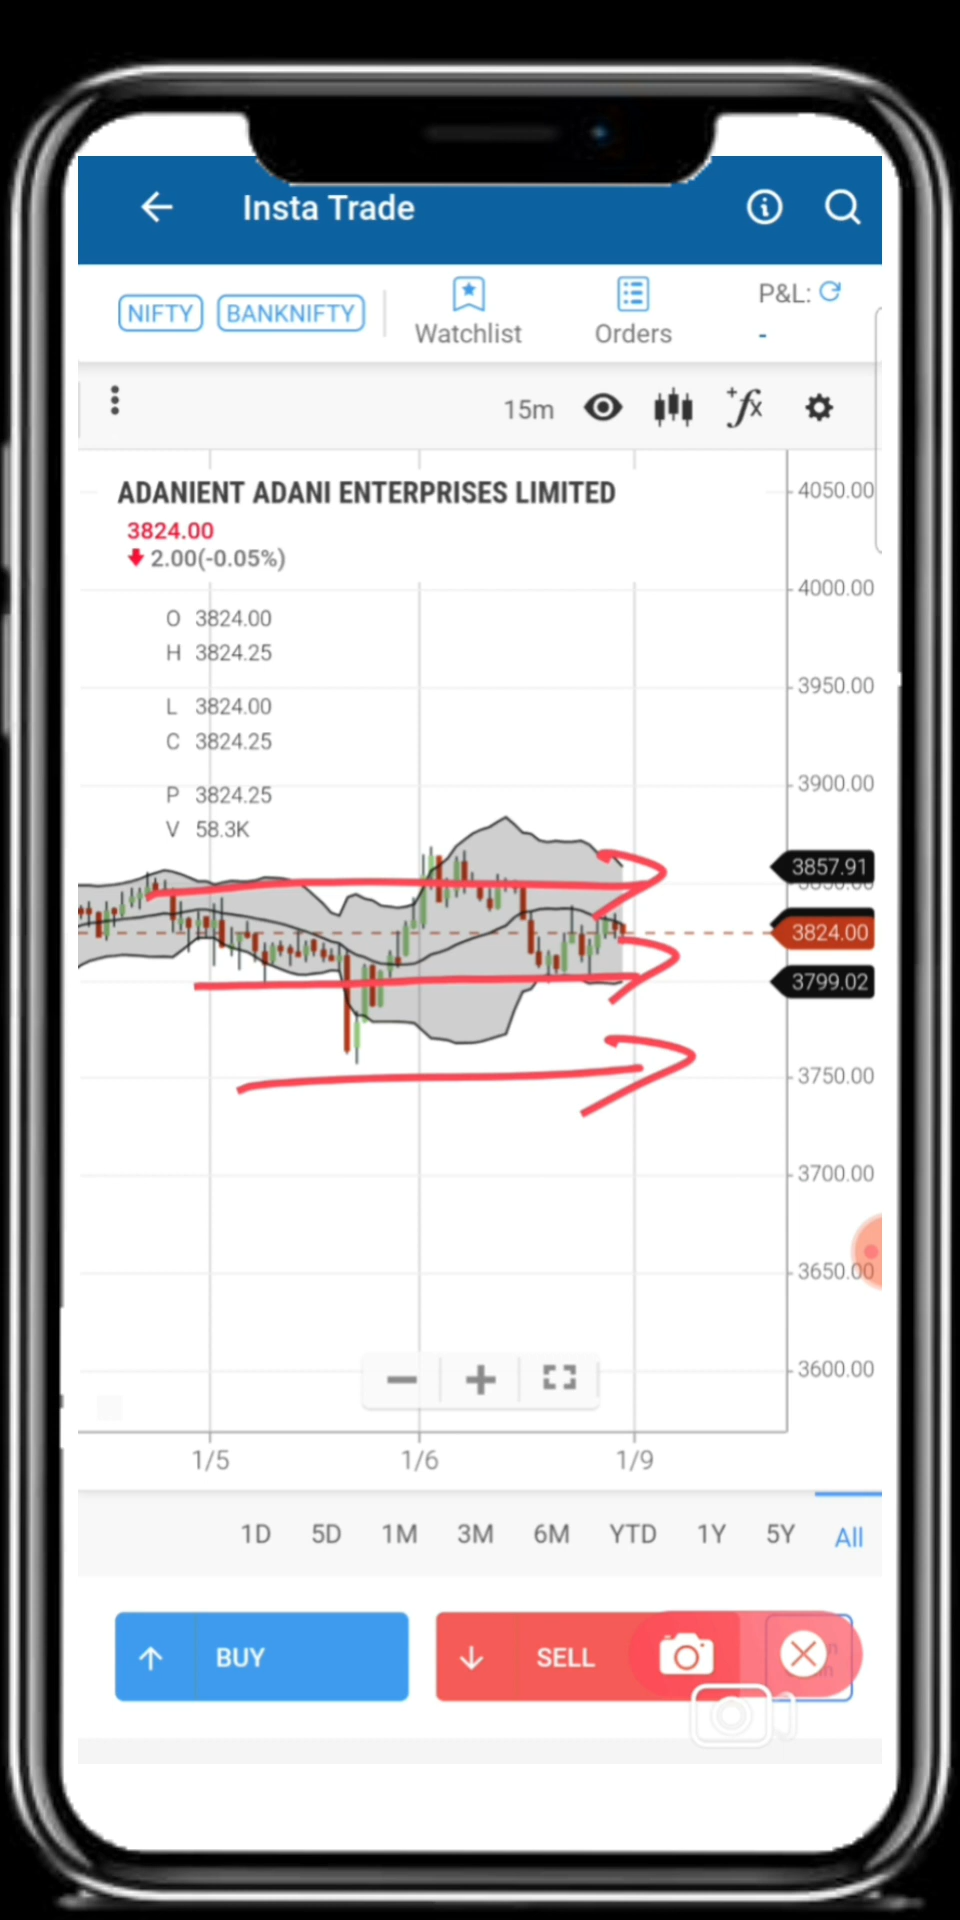 Insta Trade
NIFTY BANKNIFTY Watchlist Orders P&L: -
15m
ADANIENT ADANI ENTERPRISES LIMITED
3824.00
2.00(-0.05%)
O 3824.00
H 3824.25
L 3824.00
C 3824.25
P 3824.25
V 58.3K
4050.00
4000.00
3950.00
3900.00
3857.91
3850.00
3824.00
3799.02
3750.00
3700.00
3650.00
3600.00
1/5 1/6 1/9
1D 5D 1M 3M 6M YTD 1Y 5Y All
BUY SELL